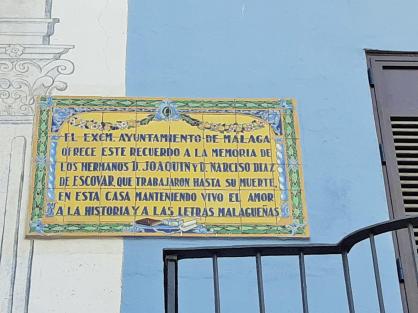 EL EXCM. AYUNTAMIENTO DE MÁLAGA
OFRECE ESTE RECUERDO A LA MEMORIA DE
LOS HERMANOS D. JOAQUIN Y D. NARCISO DIAZ
DE ESCOVAR QUE TRABAJARON HASTA SU MUERTE,
EN ESTA CASA MANTENIENDO VIVO EL AMOR
A LA HISTORIA Y A LAS LETRAS MALAGUEÑAS